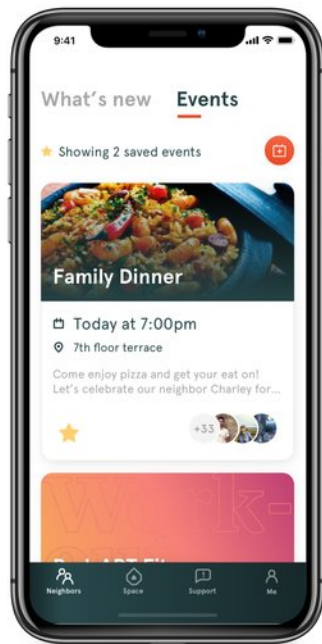 9:41
What's new Events
Showing 2 saved events
Family Dinner
Today at 7:00pm
7th floor terrace
Come enjoy pizza and get your eat on!
Let's celebrate our neighbor Charley for...
+33
Work-
Neighbors Space Support Me